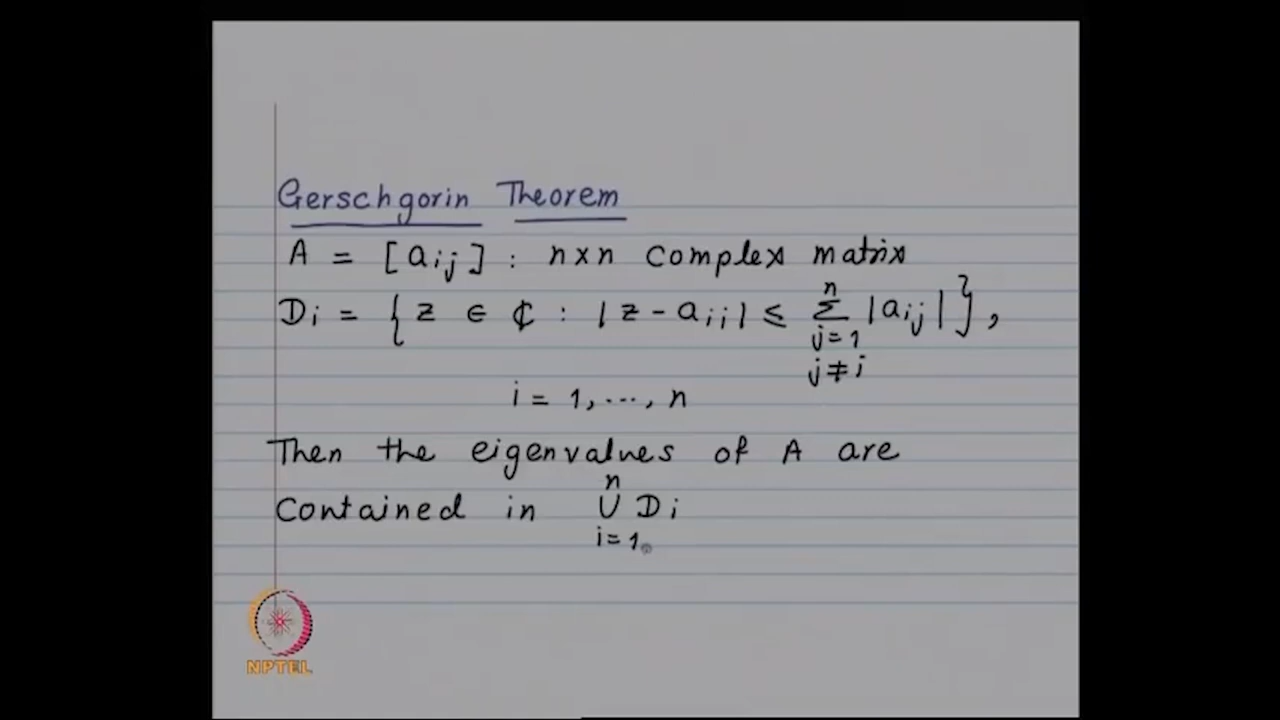 Gerschgorin Theorem
A = [aij] : n×n complex matrix
Di = { z ∈ ₵ : |z - aii| ≤ n∑j=1 j≠i |aij| },
i = 1, ..., n
Then the eigenvalues of A are
contained in n∪i=1 Di
NPTEL